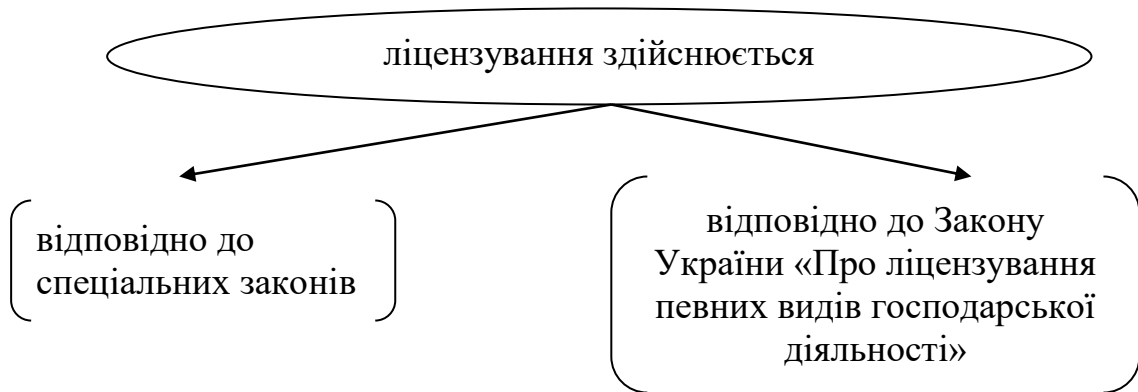 ліцензування здійснюється
відповідно до
спеціальних законів
відповідно до Закону
України «Про ліцензування
певних видів господарської
діяльності»